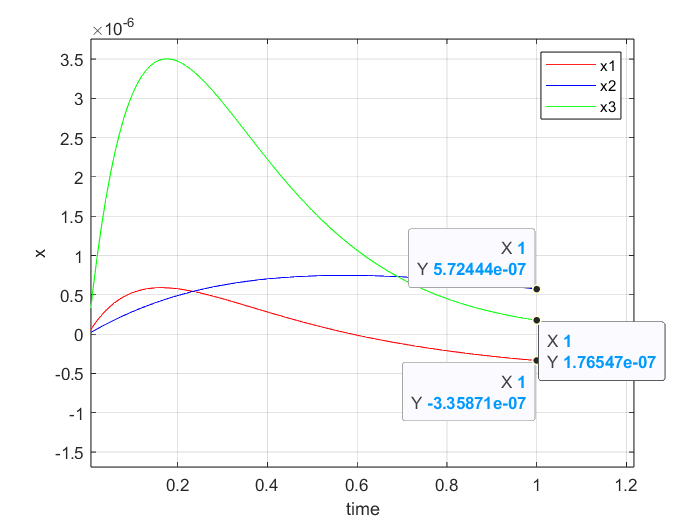 ×10-6
3.5
3
2.5
2
1.5
1
0.5
0
-0.5
-1
-1.5
x
x1
x2
x3
X 1
Y 5.72444e-07
X 1
Y 1.76547e-07
X 1
Y -3.35871e-07
0.2 0.4 0.6 0.8 1 1.2
time